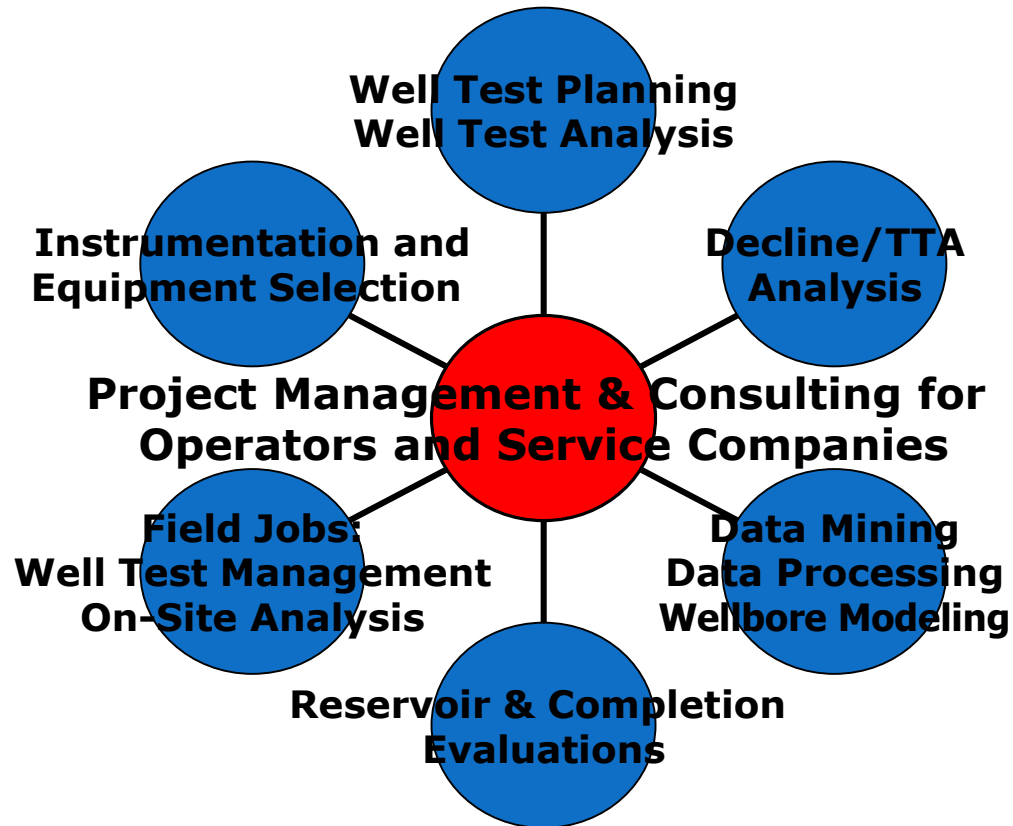 Well Test Planning
Well Test Analysis
Instrumentation and
Equipment Selection
Decline/TTA
Analysis
Project Management & Consulting for
Operators and Service Companies
Field Jobs:
Well Test Management
On-Site Analysis
Data Mining
Data Processing
Wellbore Modeling
Reservoir & Completion
Evaluations